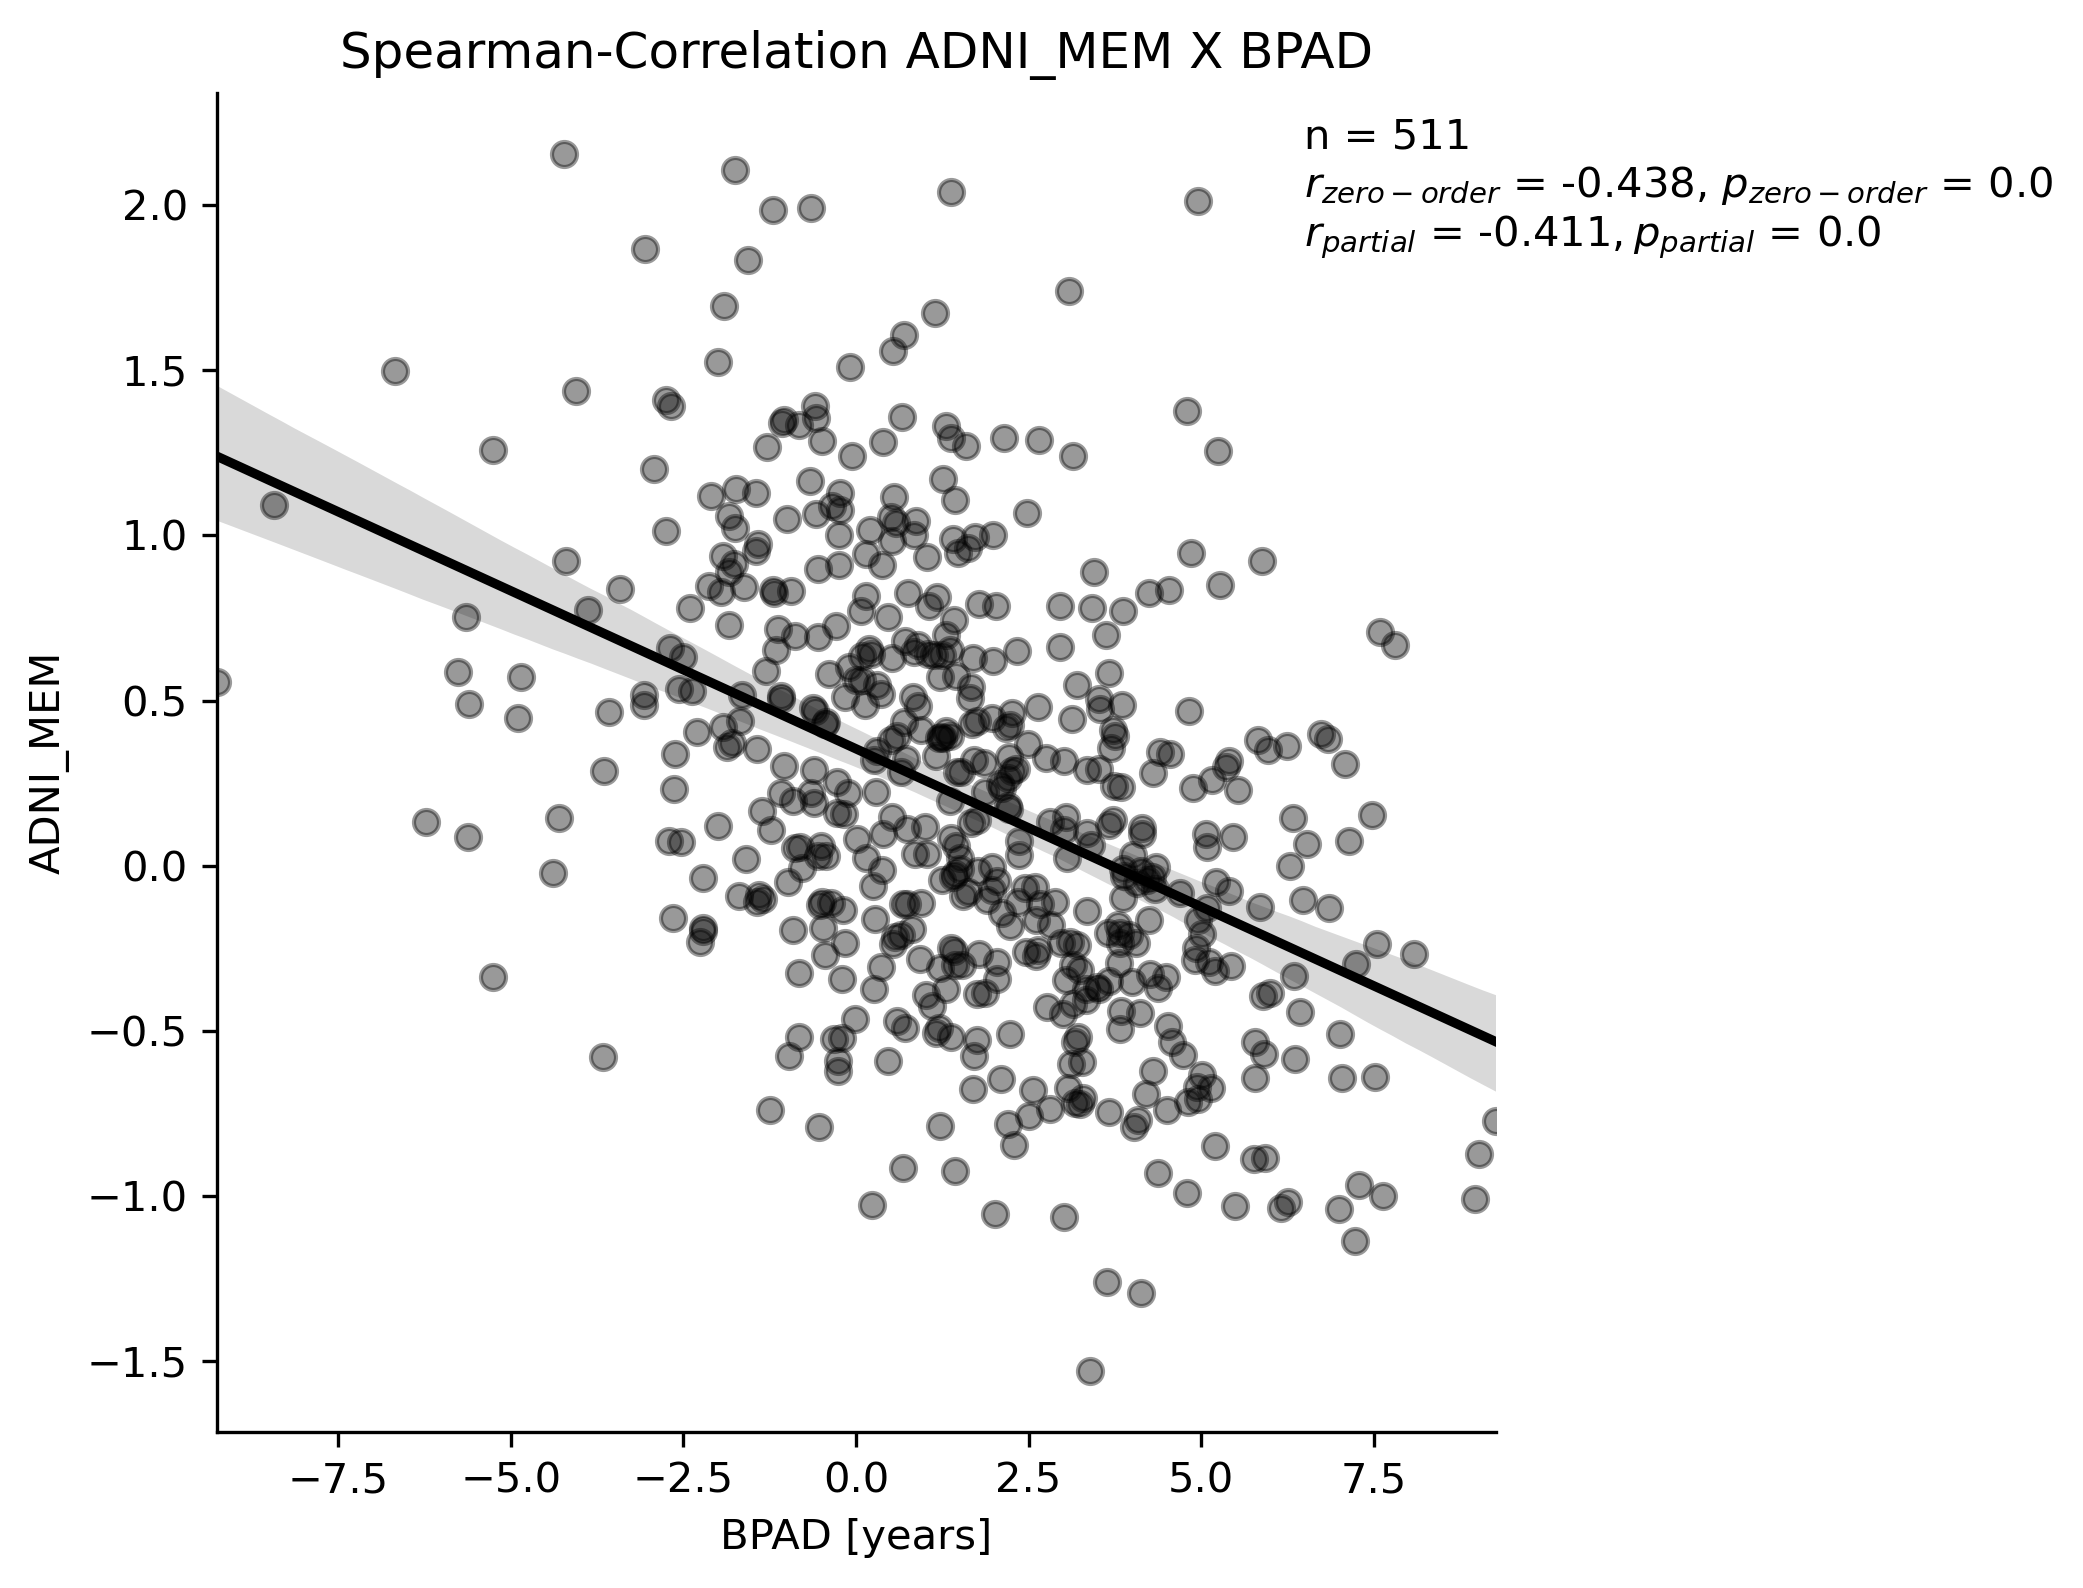 Spearman-Correlation ADNI_MEM X BPAD
n = 511
r_zero−order = -0.438, p_zero−order = 0.0
r_partial = -0.411, p_partial = 0.0
2.0
1.5
1.0
0.5
0.0
−0.5
−1.0
−1.5
ADNI_MEM
−7.5 −5.0 −2.5 0.0 2.5 5.0 7.5
BPAD [years]